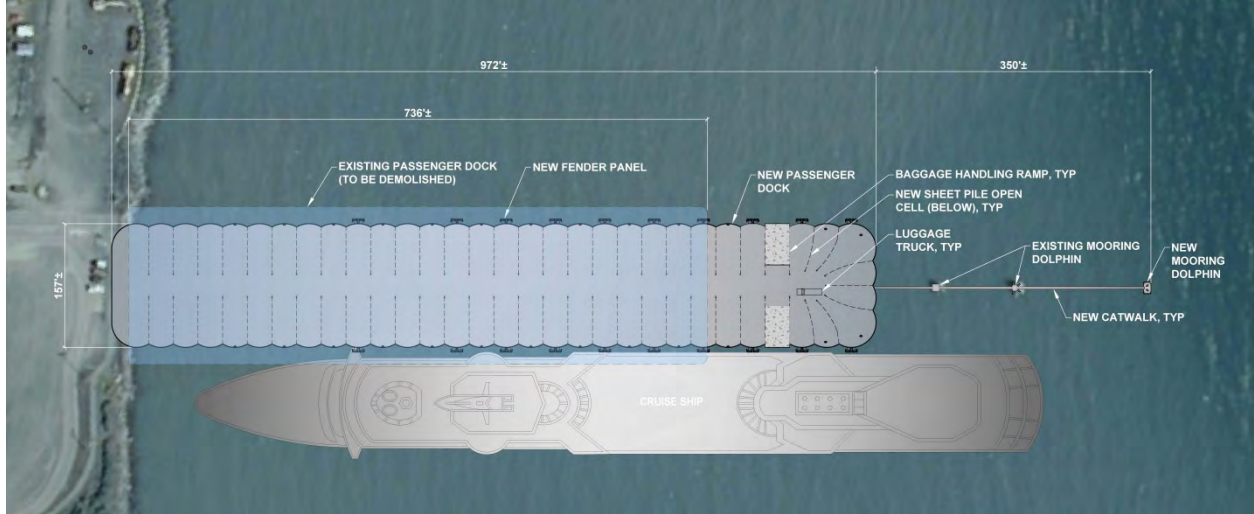 972'±
350'±
736'±
EXISTING PASSENGER DOCK
(TO BE DEMOLISHED)
NEW FENDER PANEL
NEW PASSENGER
DOCK
BAGGAGE HANDLING RAMP, TYP
NEW SHEET PILE OPEN
CELL (BELOW), TYP
LUGGAGE
TRUCK, TYP
EXISTING MOORING
DOLPHIN
NEW
MOORING
DOLPHIN
157'±
NEW CATWALK, TYP
CRUISE SHIP